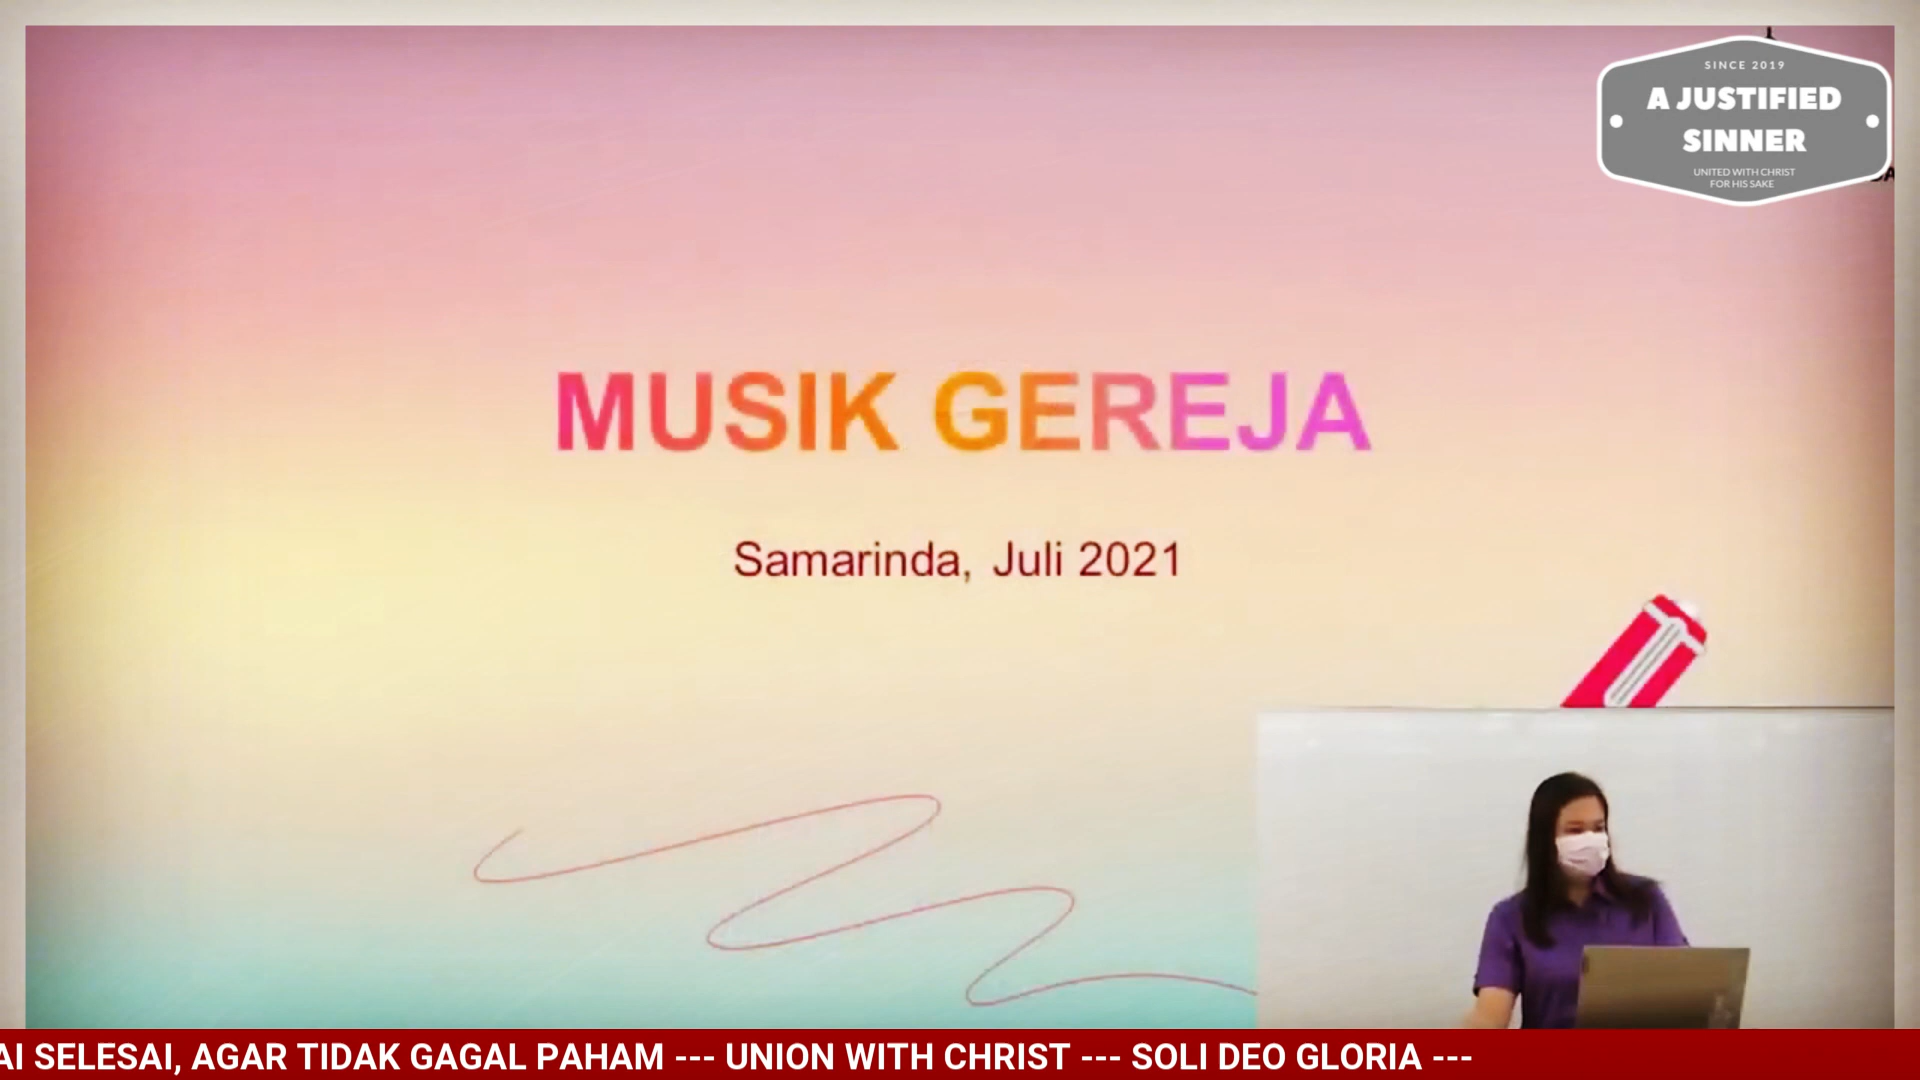 SINCE 2019
A JUSTIFIED
SINNER
UNITED WITH CHRIST
FOR HIS SAKE
MUSIK GEREJA
Samarinda, Juli 2021
AI SELESAI, AGAR TIDAK GAGAL PAHAM --- UNION WITH CHRIST --- SOLI DEO GLORIA ---